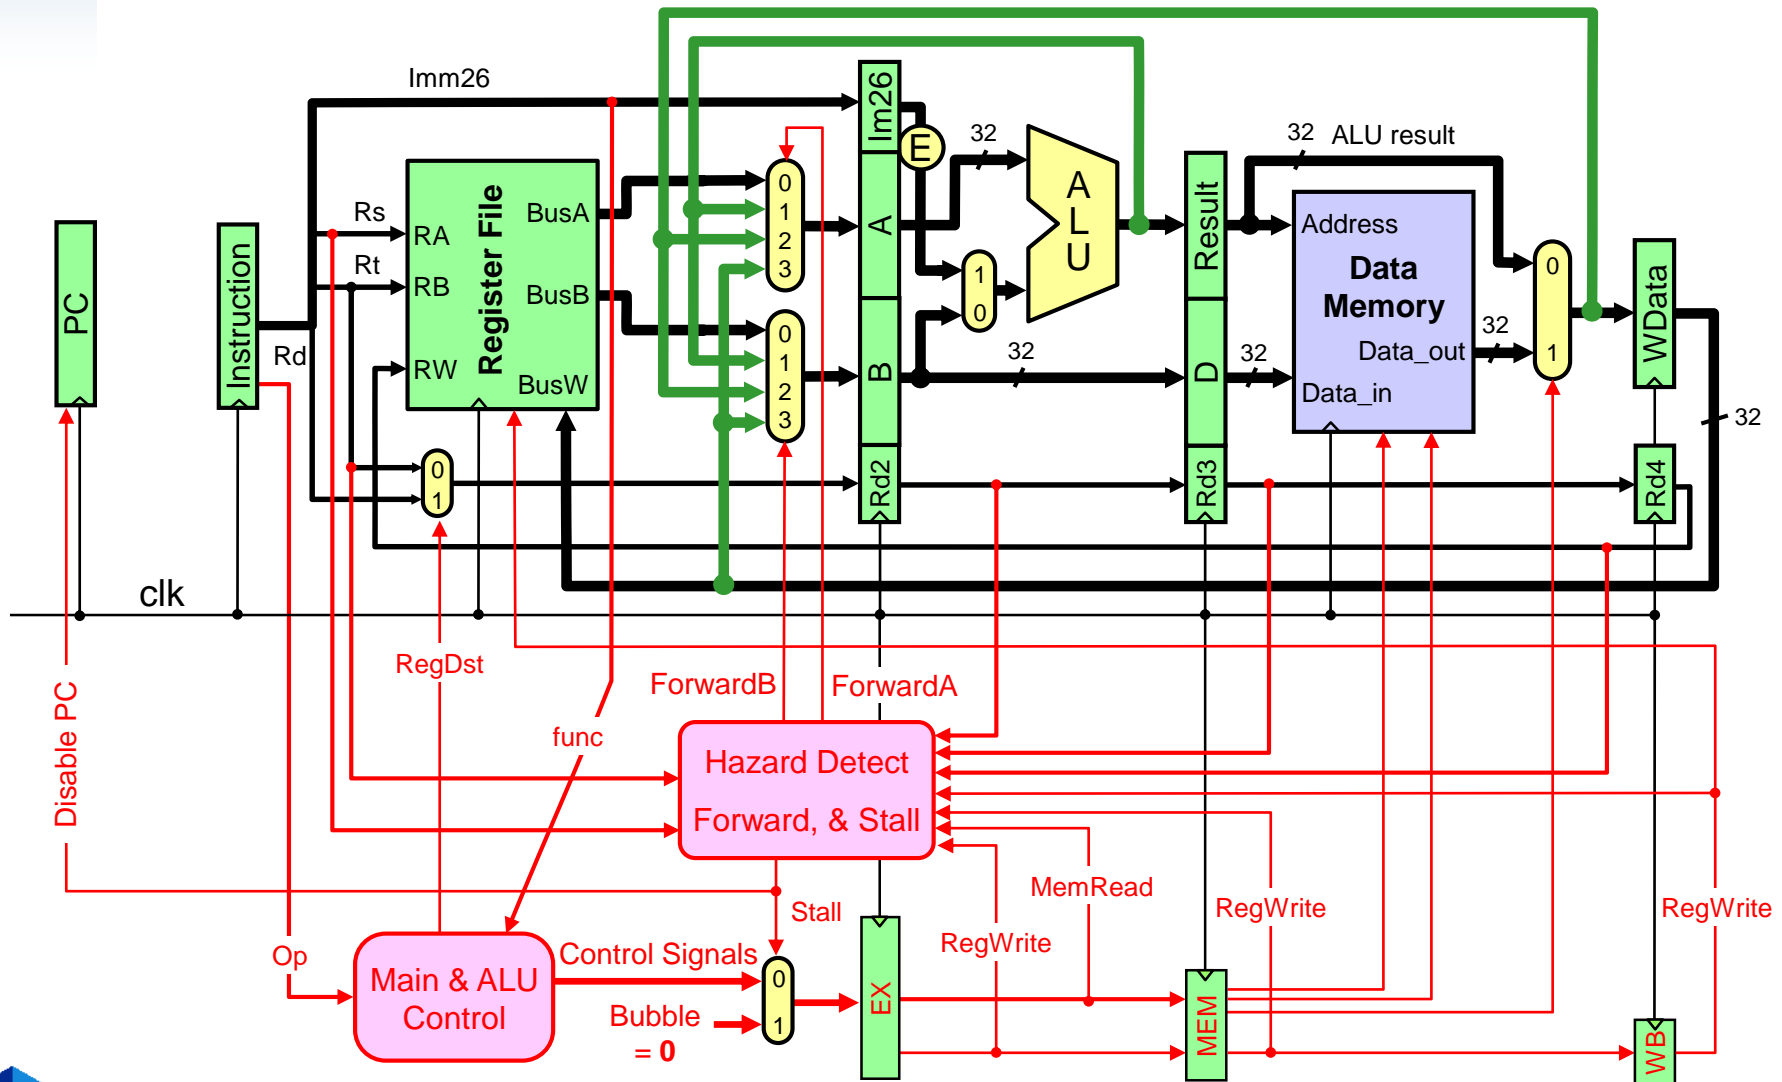 Imm26
Im26
E
32
A
L
U
32
ALU result
Rs
Rt
Rd
PC
Instruction
RA
RB
RW
Register File
BusA
BusB
BusW
0
1
2
3
0
1
2
3
A
B
1
0
32
Result
D
32
Address
Data
Memory
Data_out
Data_in
32
0
1
WData
32
0
1
Rd2
Rd3
Rd4
clk
RegDst
ForwardB
ForwardA
Disable PC
func
Hazard Detect
Forward, & Stall
Stall
MemRead
RegWrite
RegWrite
RegWrite
Op
Main & ALU
Control
Control Signals
Bubble
= 0
0
1
EX
MEM
WB